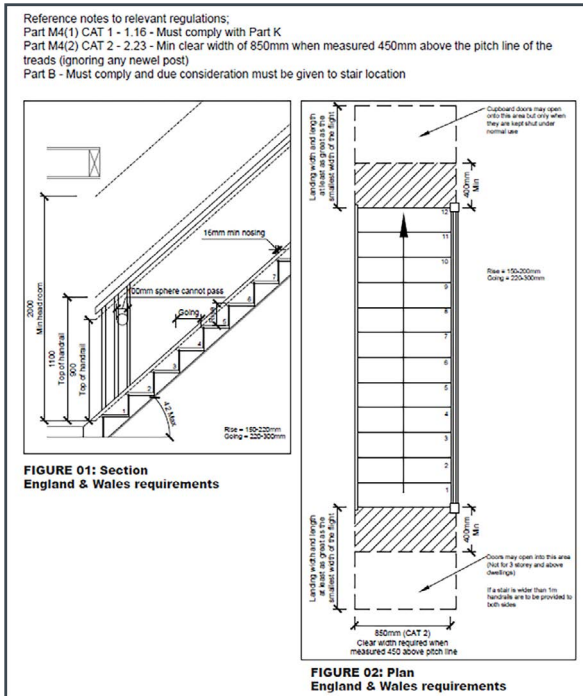 Reference notes to relevant regulations;
Part M4(1) CAT 1 - 1.16 - Must comply with Part K
Part M4(2) CAT 2 - 2.23 - Min clear width of 850mm when measured 450mm above the pitch line of the
treads (ignoring any newel post)
Part B - Must comply and due consideration must be given to stair location
16mm min nosing
100mm sphere cannot pass
Going
Rise
2000
Min head room
1100
Top of handrail
900
Top of handrail
1
2
3
4
5
6
7
42 Max
Rise = 150-220mm
Going = 220-300mm
FIGURE 01: Section
England & Wales requirements
Landing width and length
at least as great as the
smallest width of the flight
Cupboard doors may open
onto this area but only when
they are kept shut under
normal use
400mm
Min
12
11
10
9
8
7
6
5
4
3
2
1
Rise = 150-200mm
Going = 220-300mm
Landing width and length
at least as great as the
smallest width of the flight
400mm
Min
Doors may open into this area
(Not for 3 storey and above
dwellings)
If a stair is wider than 1m
handrails are to be provided to
both sides
850mm (CAT 2)
Clear width required when
measured 450 above pitch line
FIGURE 02: Plan
England & Wales requirements